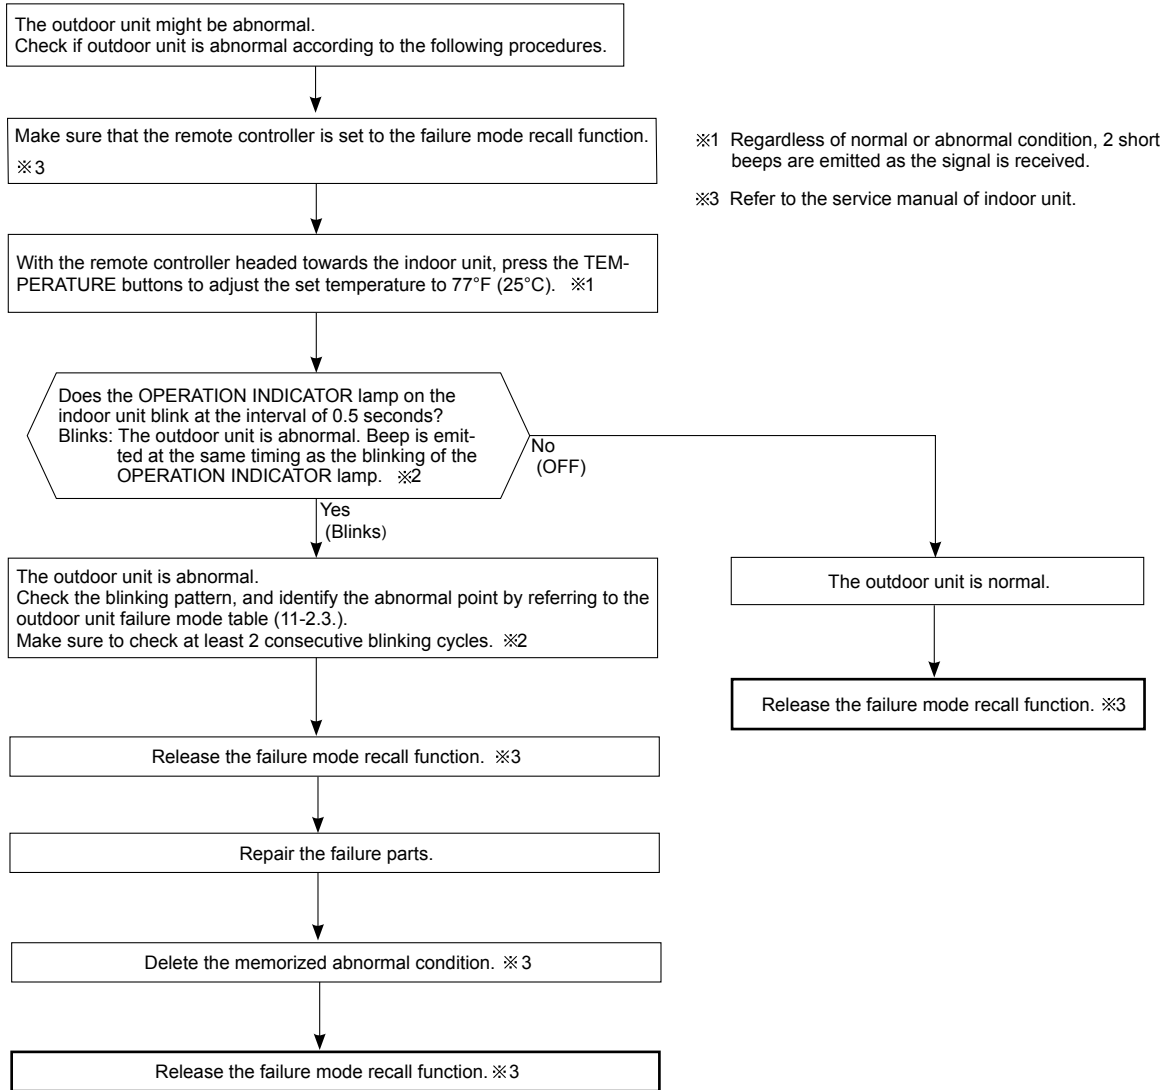 The outdoor unit might be abnormal.
Check if outdoor unit is abnormal according to the following procedures.
Make sure that the remote controller is set to the failure mode recall function.
※3
※1 Regardless of normal or abnormal condition, 2 short
beeps are emitted as the signal is received.
※3 Refer to the service manual of indoor unit.
With the remote controller headed towards the indoor unit, press the TEM-
PERATURE buttons to adjust the set temperature to 77°F (25°C). ※1
Does the OPERATION INDICATOR lamp on the
indoor unit blink at the interval of 0.5 seconds?
Blinks: The outdoor unit is abnormal. Beep is emit-
ted at the same timing as the blinking of the
OPERATION INDICATOR lamp. ※2
No
(OFF)
Yes
(Blinks)
The outdoor unit is abnormal.
Check the blinking pattern, and identify the abnormal point by referring to the
outdoor unit failure mode table (11-2.3.).
Make sure to check at least 2 consecutive blinking cycles. ※2
The outdoor unit is normal.
Release the failure mode recall function. ※3
Release the failure mode recall function. ※3
Repair the failure parts.
Delete the memorized abnormal condition. ※3
Release the failure mode recall function. ※3